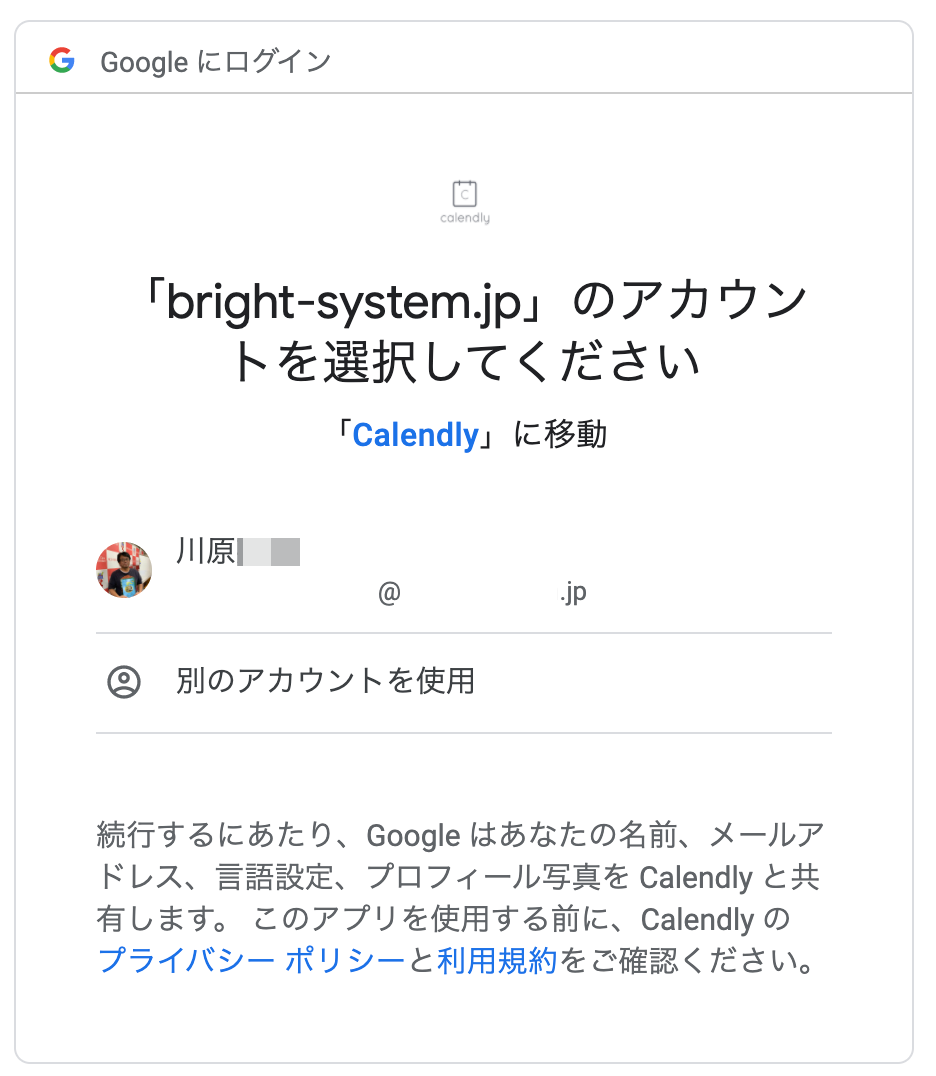 Google にログイン
C
calendly
「bright-system.jp」のアカウン
トを選択してください
「Calendly」に移動
川原
@ .jp
別のアカウントを使用
続行するにあたり、Google はあなたの名前、メールア
ドレス、言語設定、プロフィール写真を Calendly と共
有します。 このアプリを使用する前に、Calendly の
プライバシー ポリシーと利用規約をご確認ください。